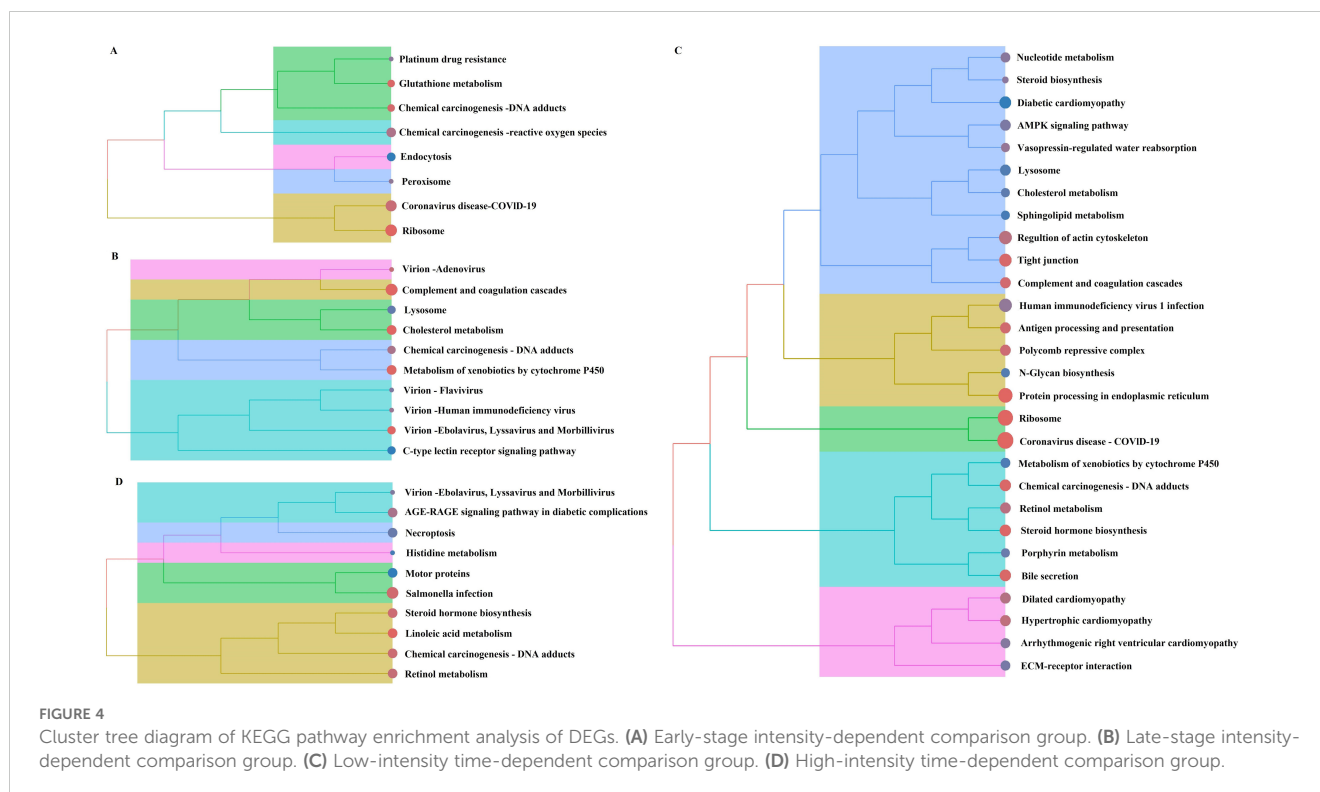 A
Platinum drug resistance
Glutathione metabolism
Chemical carcinogenesis -DNA adducts
Chemical carcinogenesis -reactive oxygen species
Endocytosis
Peroxisome
Coronavirus disease-COVID-19
Ribosome
B
Virion -Adenovirus
Complement and coagulation cascades
Lysosome
Cholesterol metabolism
Chemical carcinogenesis - DNA adducts
Metabolism of xenobiotics by cytochrome P450
Virion - Flavivirus
Virion -Human immunodeficiency virus
Virion -Ebolavirus, Lyssavirus and Morbillivirus
C-type lectin receptor signaling pathway
D
Virion -Ebolavirus, Lyssavirus and Morbillivirus
AGE-RAGE signaling pathway in diabetic complications
Necroptosis
Histidine metabolism
Motor proteins
Salmonella infection
Steroid hormone biosynthesis
Linoleic acid metabolism
Chemical carcinogenesis - DNA adducts
Retinol metabolism
C
Nucleotide metabolism
Steroid biosynthesis
Diabetic cardiomyopathy
AMPK signaling pathway
Vasopressin-regulated water reabsorption
Lysosome
Cholesterol metabolism
Sphingolipid metabolism
Regultion of actin cytoskeleton
Tight junction
Complement and coagulation cascades
Human immunodeficiency virus 1 infection
Antigen processing and presentation
Polycomb repressive complex
N-Glycan biosynthesis
Protein processing in endoplasmic reticulum
Ribosome
Coronavirus disease - COVID-19
Metabolism of xenobiotics by cytochrome P450
Chemical carcinogenesis - DNA adducts
Retinol metabolism
Steroid hormone biosynthesis
Porphyrin metabolism
Bile secretion
Dilated cardiomyopathy
Hypertrophic cardiomyopathy
Arrhythmogenic right ventricular cardiomyopathy
ECM-receptor interaction
FIGURE 4
Cluster tree diagram of KEGG pathway enrichment analysis of DEGs. (A) Early-stage intensity-dependent comparison group. (B) Late-stage intensity-
dependent comparison group. (C) Low-intensity time-dependent comparison group. (D) High-intensity time-dependent comparison group.